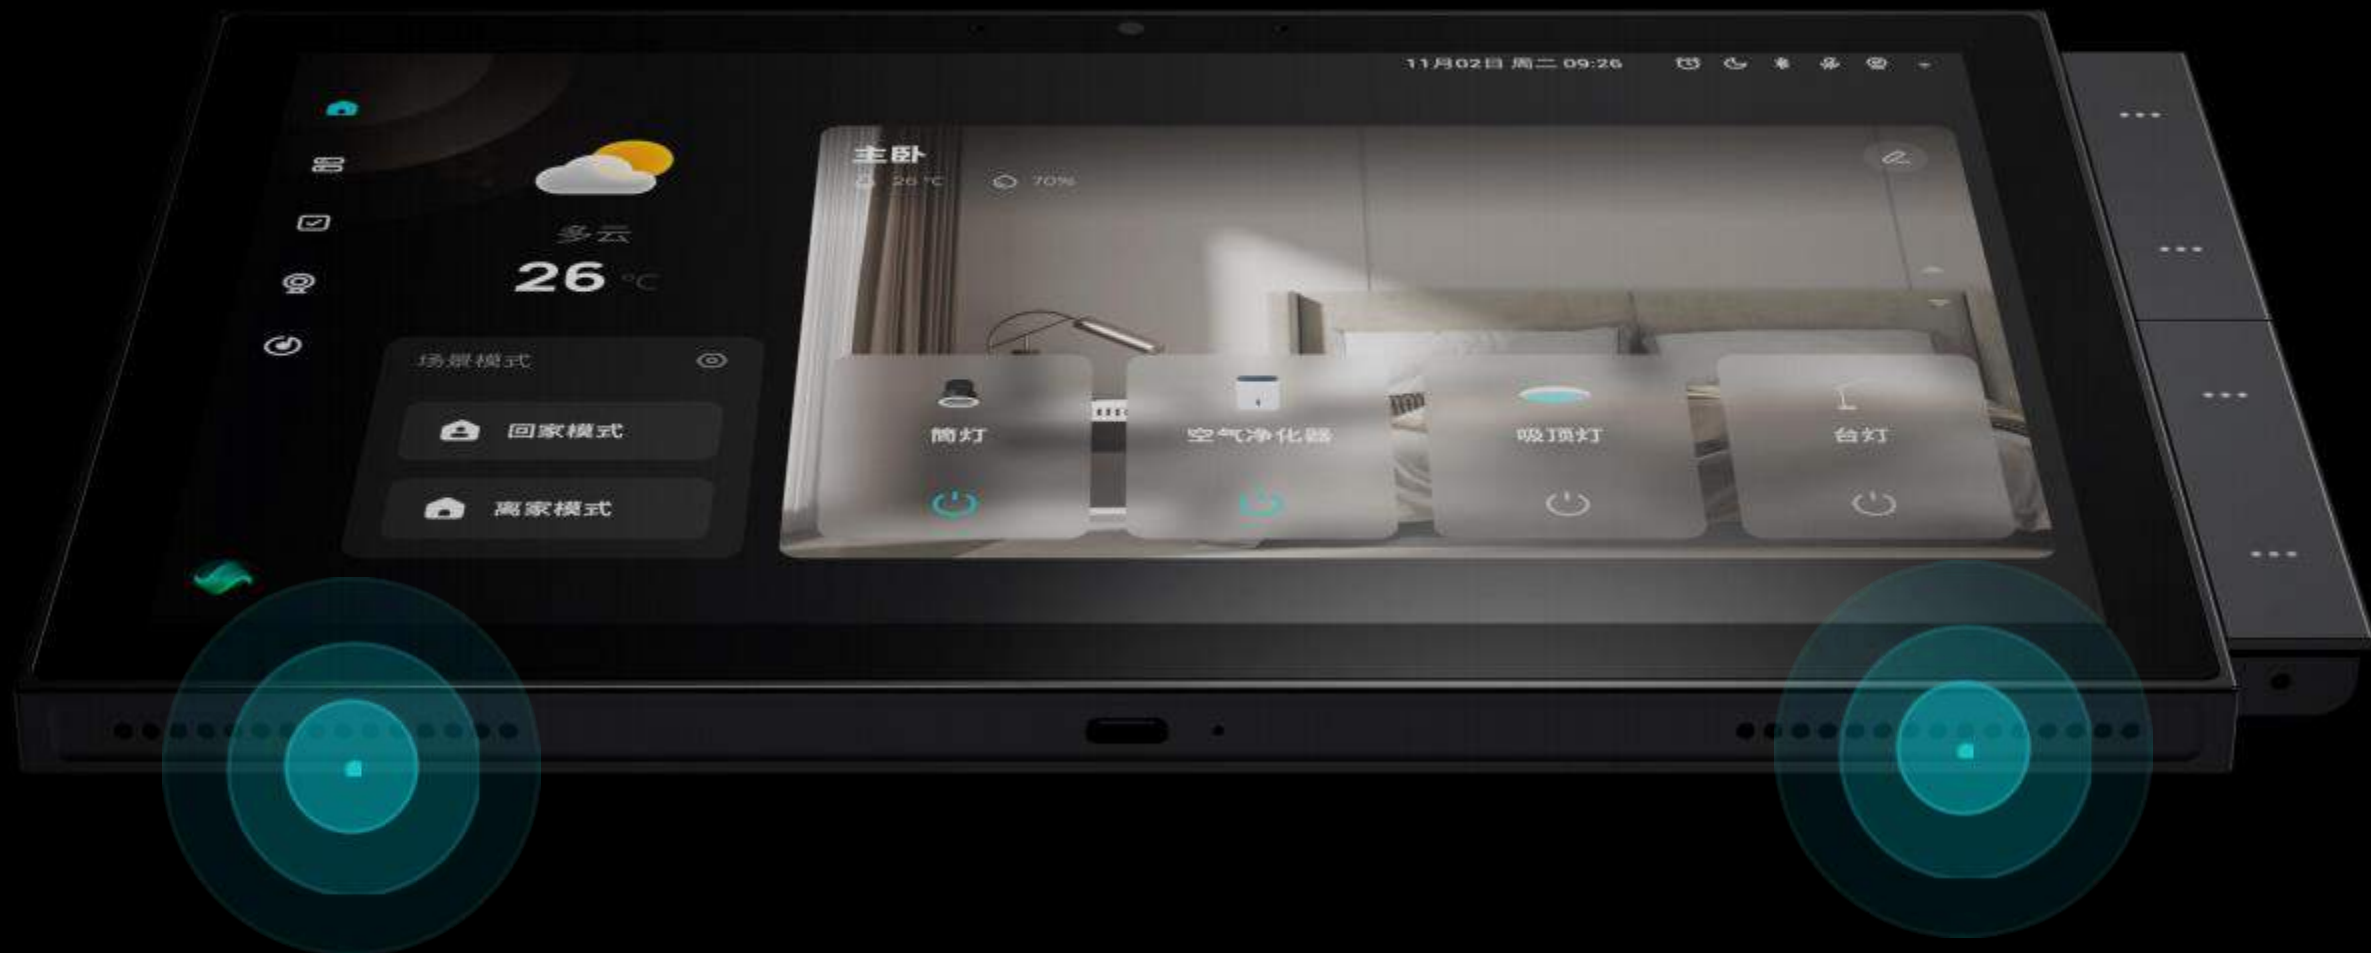 11月02日 周二 09:26
多云
26 °C
场景模式
回家模式
离家模式
主卧
26 °C 70%
筒灯
空气净化器
吸顶灯
台灯